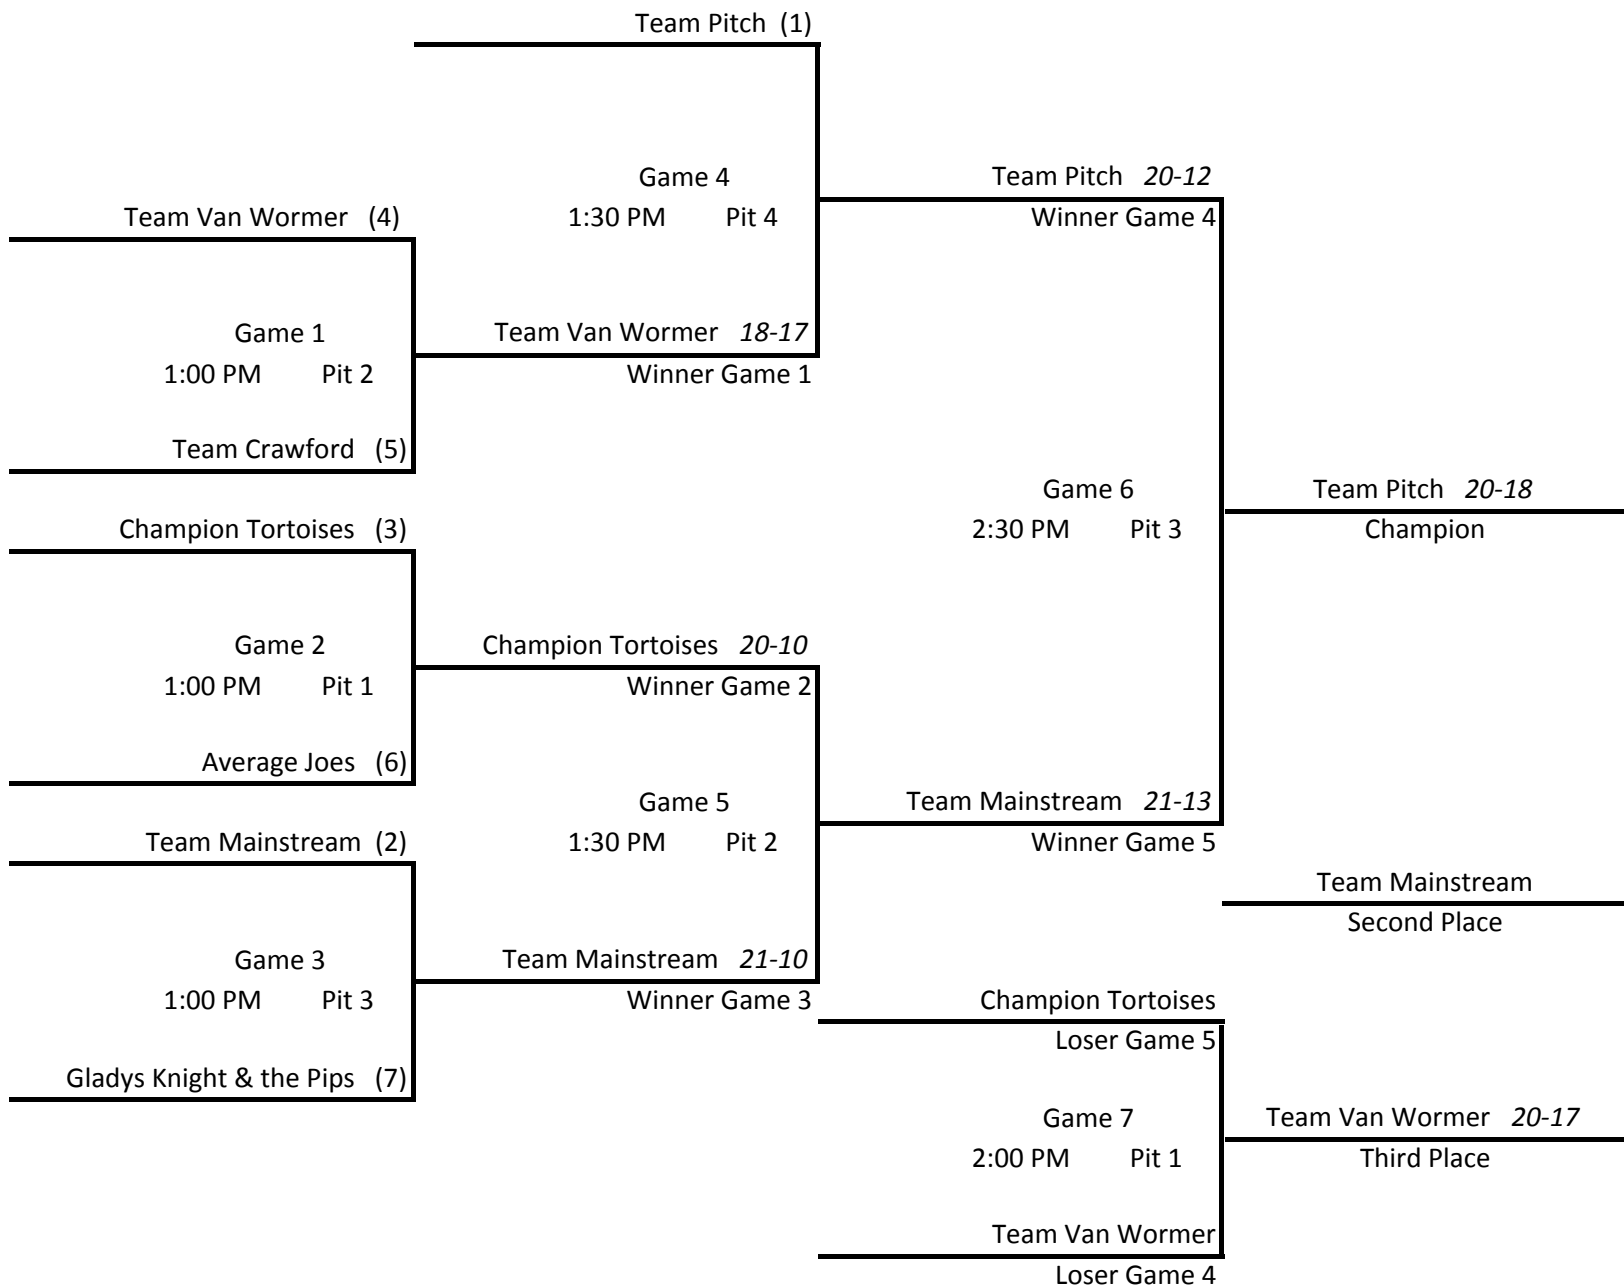 Team Pitch (1)
Game 4
1:30 PM Pit 4
Team Pitch 20-12
Winner Game 4
Team Van Wormer (4)
Game 1
1:00 PM Pit 2
Team Van Wormer 18-17
Winner Game 1
Team Crawford (5)
Game 6
2:30 PM Pit 3
Team Pitch 20-18
Champion
Champion Tortoises (3)
Game 2
1:00 PM Pit 1
Champion Tortoises 20-10
Winner Game 2
Average Joes (6)
Game 5
1:30 PM Pit 2
Team Mainstream 21-13
Winner Game 5
Team Mainstream (2)
Team Mainstream
Second Place
Game 3
1:00 PM Pit 3
Team Mainstream 21-10
Winner Game 3
Champion Tortoises
Loser Game 5
Gladys Knight & the Pips (7)
Game 7
2:00 PM Pit 1
Team Van Wormer 20-17
Third Place
Team Van Wormer
Loser Game 4